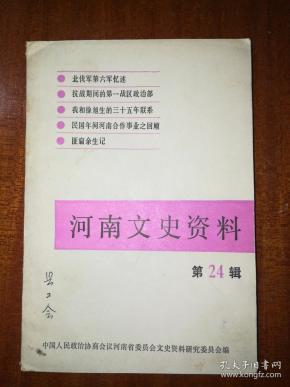 北伐军第六军忆述
抗战期间的第一战区政治部
我和徐旭生的三十五年联系
民国年间河南合作事业之回顾
匪窟余生记
河南文史资料
第24辑
中国人民政治协商会议河南省委员会文史资料研究委员会编